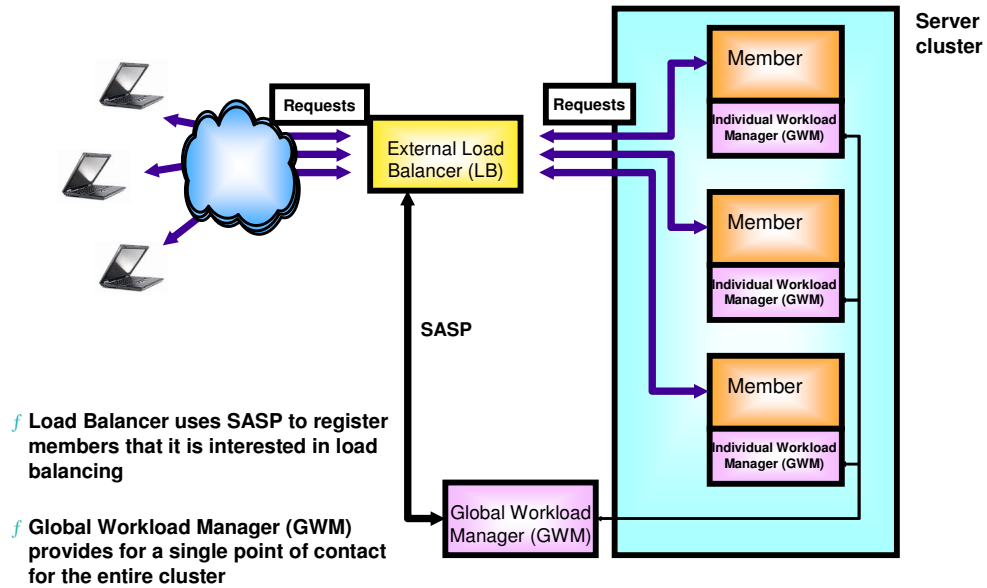 Server
cluster
Requests
Requests
External Load
Balancer (LB)
Member
Individual Workload
Manager (GWM)
Member
Individual Workload
Manager (GWM)
SASP
Member
Individual Workload
Manager (GWM)
ƒ Load Balancer uses SASP to register
members that it is interested in load
balancing
Global Workload
Manager (GWM)
ƒ Global Workload Manager (GWM)
provides for a single point of contact
for the entire cluster